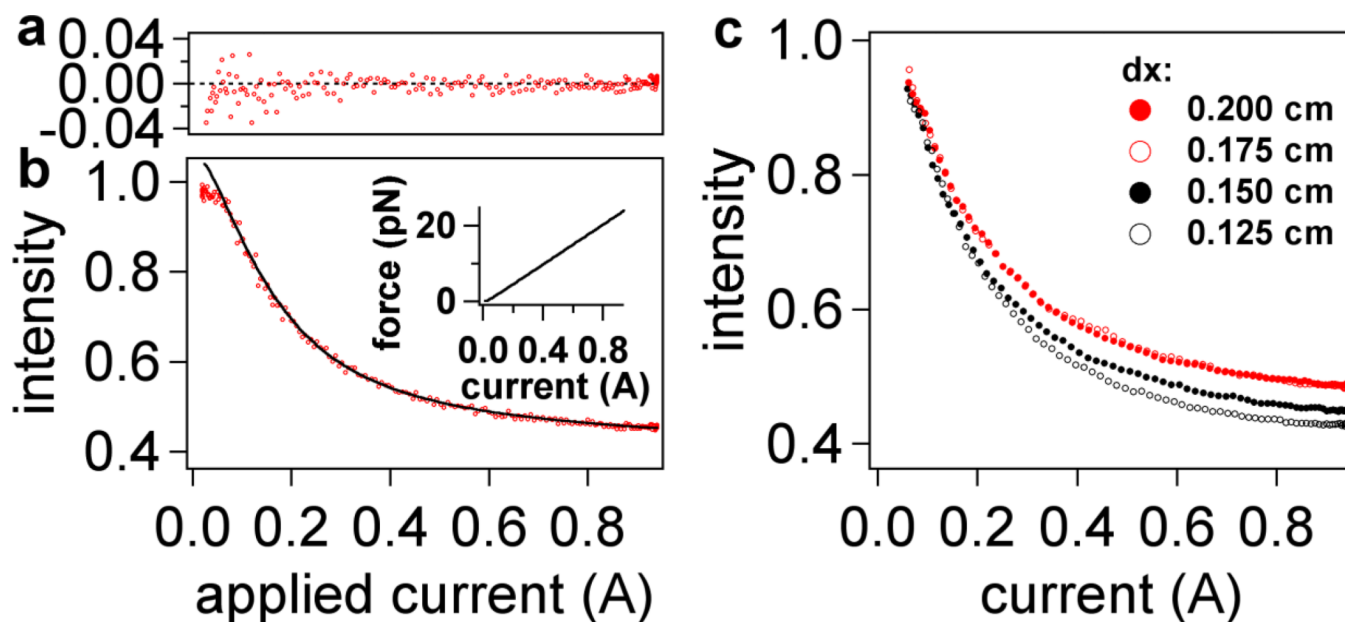 a
0.04
0.00
-0.04
b
1.0
0.8
0.6
0.4
intensity
20
0
force (pN)
0.0 0.4 0.8
current (A)
0.0 0.2 0.4 0.6 0.8
applied current (A)
c
1.0
0.8
0.6
0.4
intensity
dx:
0.200 cm
0.175 cm
0.150 cm
0.125 cm
0.0 0.2 0.4 0.6 0.8
current (A)